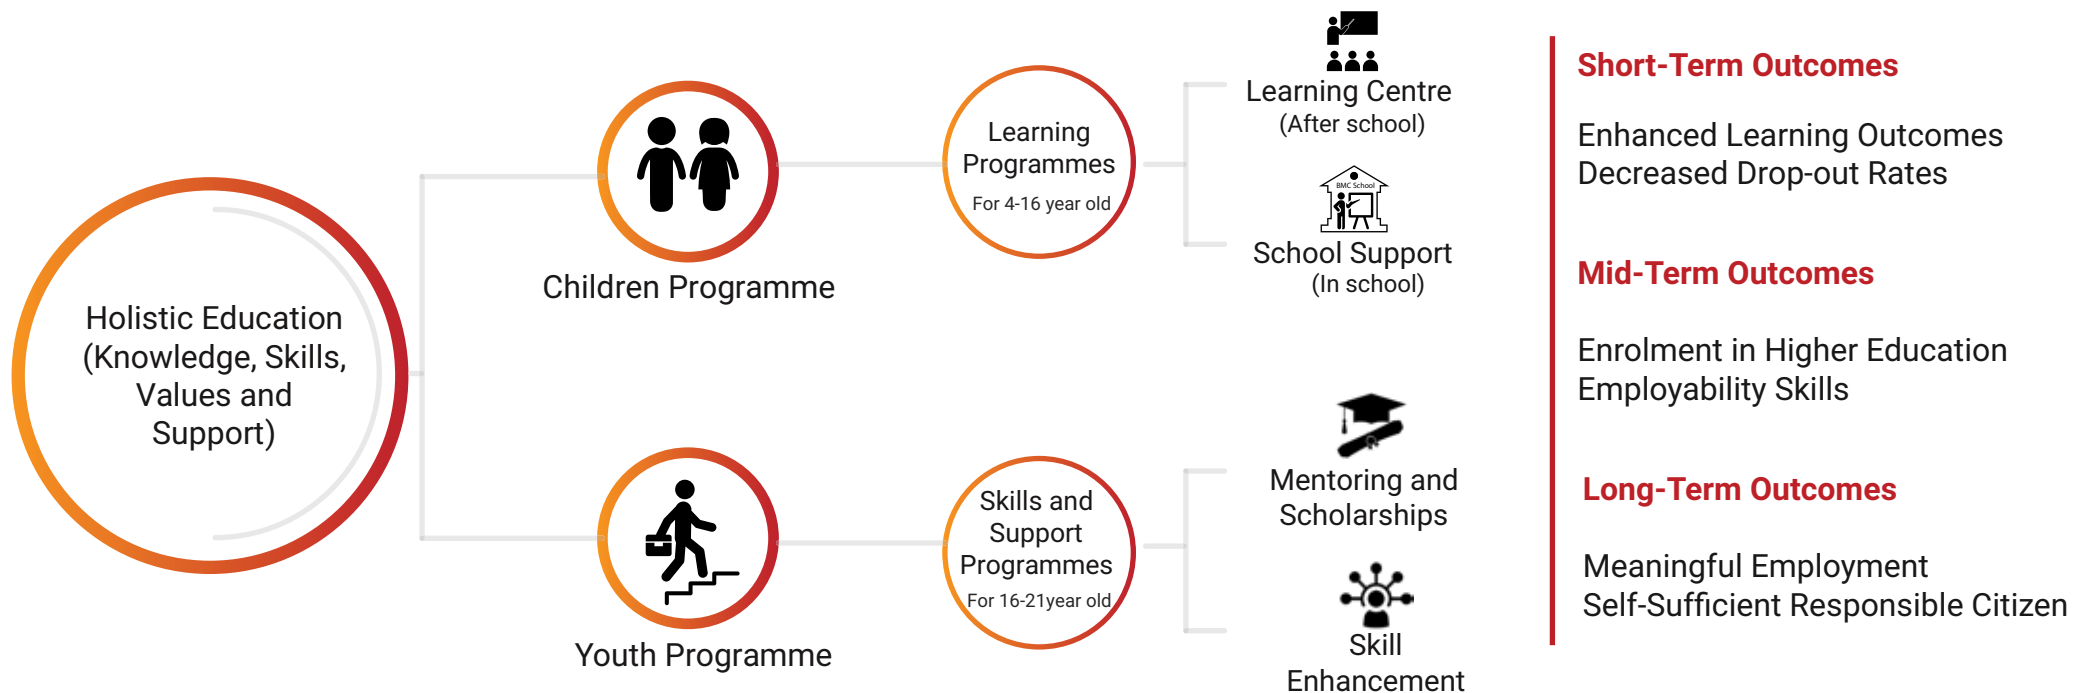 Holistic Education
(Knowledge, Skills,
Values and
Support)
Children Programme
Learning
Programmes
For 4-16 year old
Learning Centre
(After school)
BMC School
School Support
(In school)
Youth Programme
Skills and
Support
Programmes
For 16-21year old
Mentoring and
Scholarships
Skill
Enhancement
Short-Term Outcomes
Enhanced Learning Outcomes
Decreased Drop-out Rates
Mid-Term Outcomes
Enrolment in Higher Education
Employability Skills
Long-Term Outcomes
Meaningful Employment
Self-Sufficient Responsible Citizen